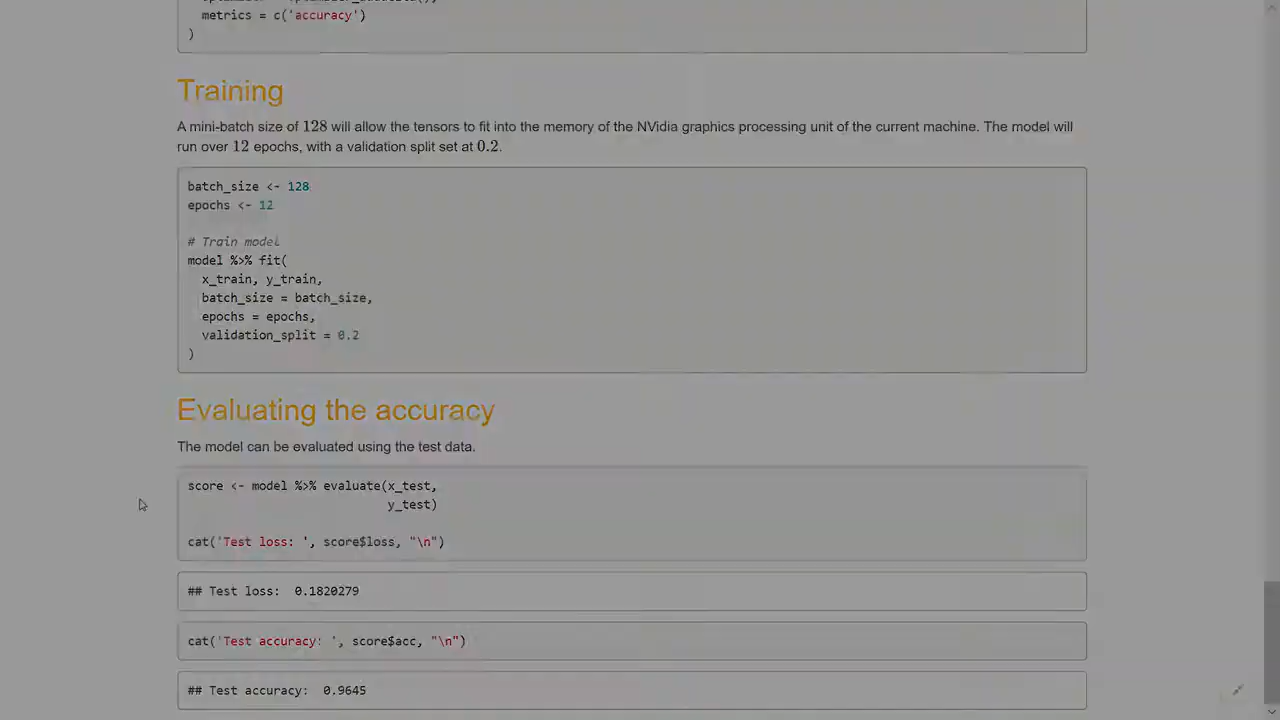 metrics = c('accuracy')
)
Training
A mini-batch size of 128 will allow the tensors to fit into the memory of the NVidia graphics processing unit of the current machine. The model will
run over 12 epochs, with a validation split set at 0.2.
batch_size <- 128
epochs <- 12
# Train model
model %>% fit(
  x_train, y_train,
  batch_size = batch_size,
  epochs = epochs,
  validation_split = 0.2
)
Evaluating the accuracy
The model can be evaluated using the test data.
score <- model %>% evaluate(x_test,
                            y_test)
cat('Test loss: ', score$loss, "\n")
## Test loss:  0.1820279
cat('Test accuracy: ', score$acc, "\n")
## Test accuracy:  0.9645